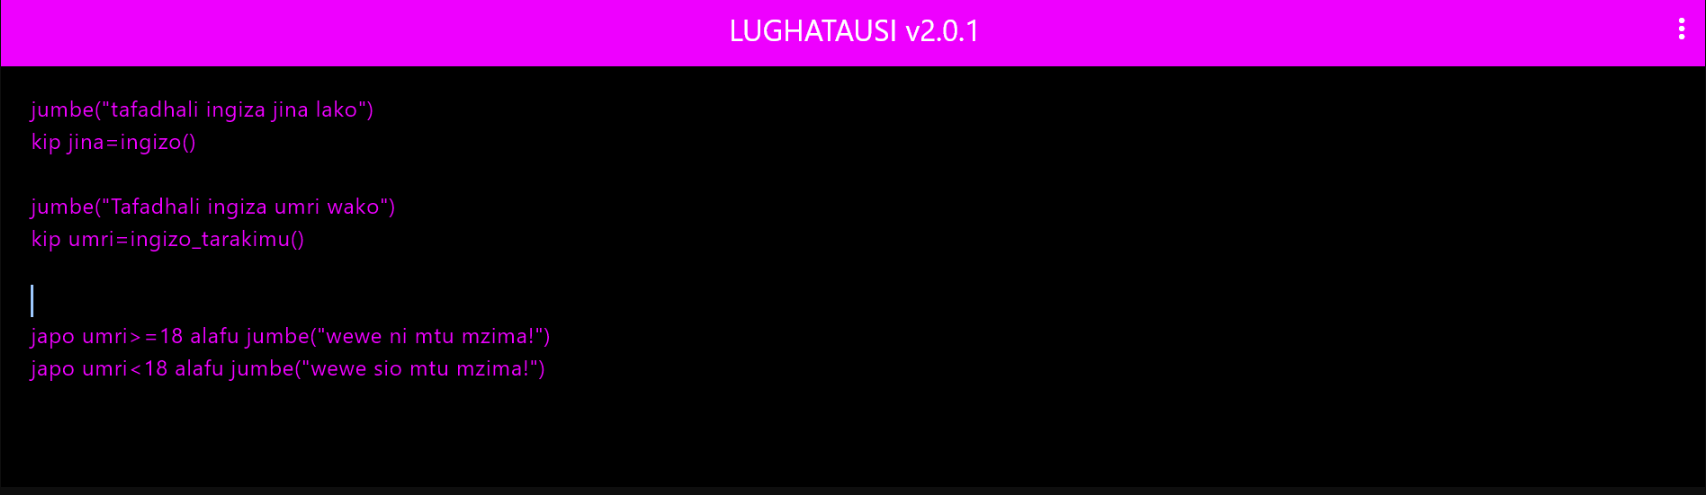 LUGHATAUSI v2.0.1
jumbe("tafadhali ingiza jina lako")
kip jina=ingizo()
jumbe("Tafadhali ingiza umri wako")
kip umri=ingizo_tarakimu()
japo umri>=18 alafu jumbe("wewe ni mtu mzima!")
japo umri<18 alafu jumbe("wewe sio mtu mzima!")